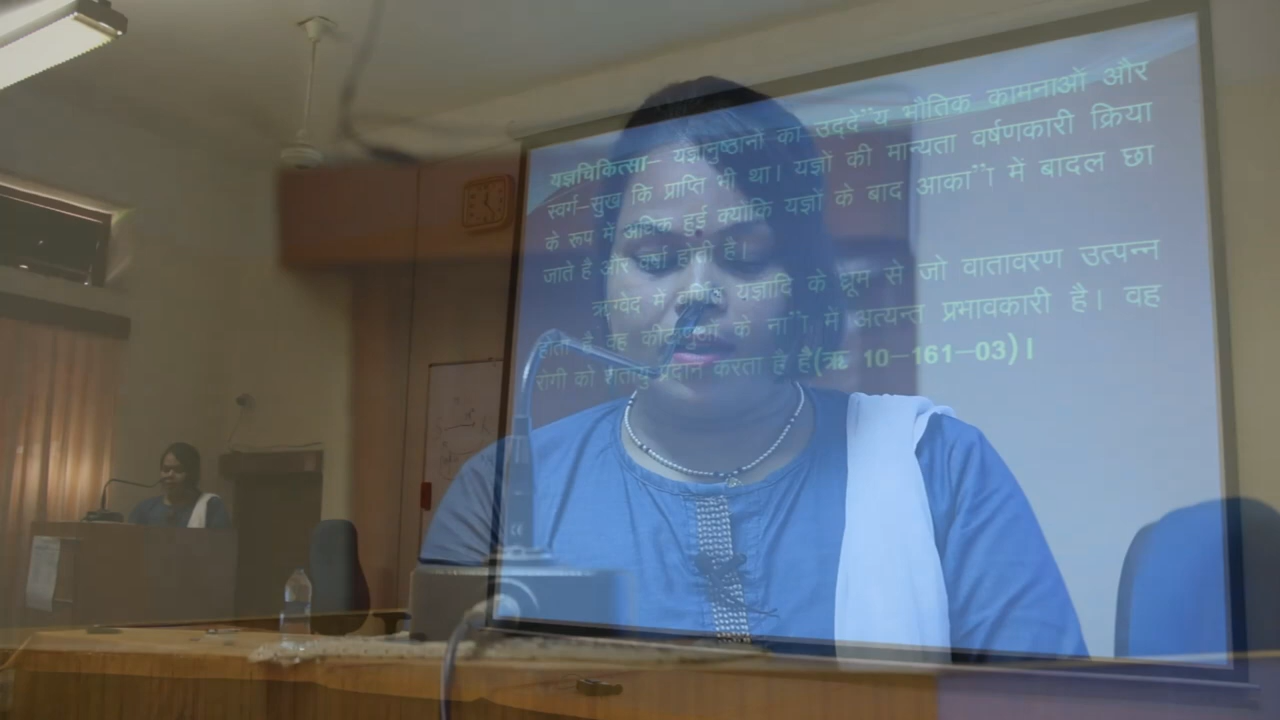 यज्ञचिकित्सा– यज्ञानुष्ठानों का उद्दे¨य भौतिक कामनाओं और
स्वर्ग–सुख कि प्राप्ति भी था। यज्ञों की मान्यता वर्षणकारी क्रिया
के रूप में अधिक हुई क्योंकि यज्ञों के बाद आका¨ा में बादल छा
जाते है और वर्षा होती है।
ऋग्वेद मे वर्णित यज्ञादि के धूम से जो वातावरण उत्पन्न
होता है वह कीटाणुओं के ना¨ा में अत्यन्त प्रभावकारी है। वह
रोगी को शतायु प्रदान करता हे है(ऋ 10–161–03)।